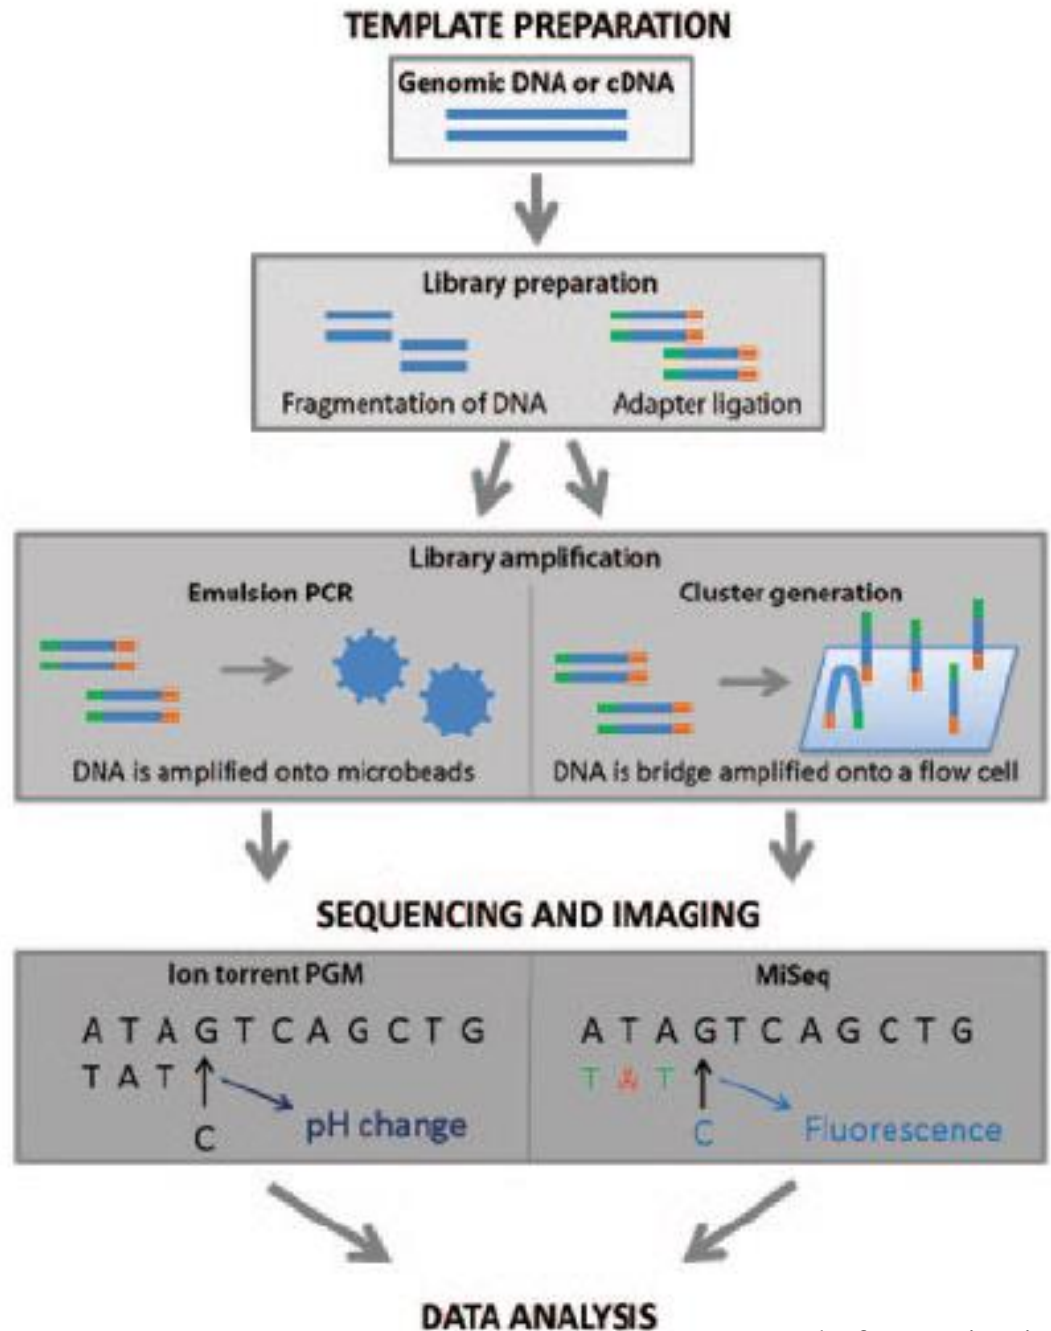 TEMPLATE PREPARATION
Genomic DNA or cDNA
Library preparation
Fragmentation of DNA
Adapter ligation
Library amplification
Emulsion PCR
Cluster generation
DNA is amplified onto microbeads
DNA is bridge amplified onto a flow cell
SEQUENCING AND IMAGING
Ion torrent PGM
A T A G T C A G C T G
T A T
C
pH change
MiSeq
A T A G T C A G C T G
T A T
C
Fluorescence
DATA ANALYSIS